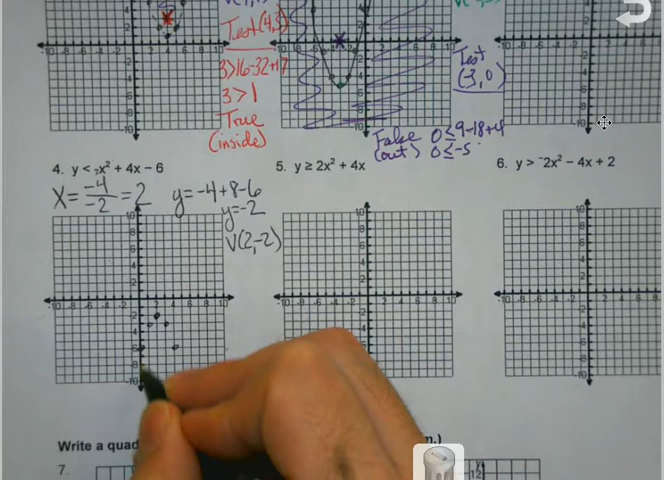 Test(4,3)
3>16-32+17
3>1
True
(inside)
Test
(-3,0)
False 0≤9-18+4
(out) 0≤-5
4. y < -x² + 4x – 6
5. y ≥ 2x² + 4x
6. y > -2x² – 4x + 2
X = -4/-2 = 2
y=-4+8-6
y=-2
V(2,-2)
Write a quad
m.)
7.